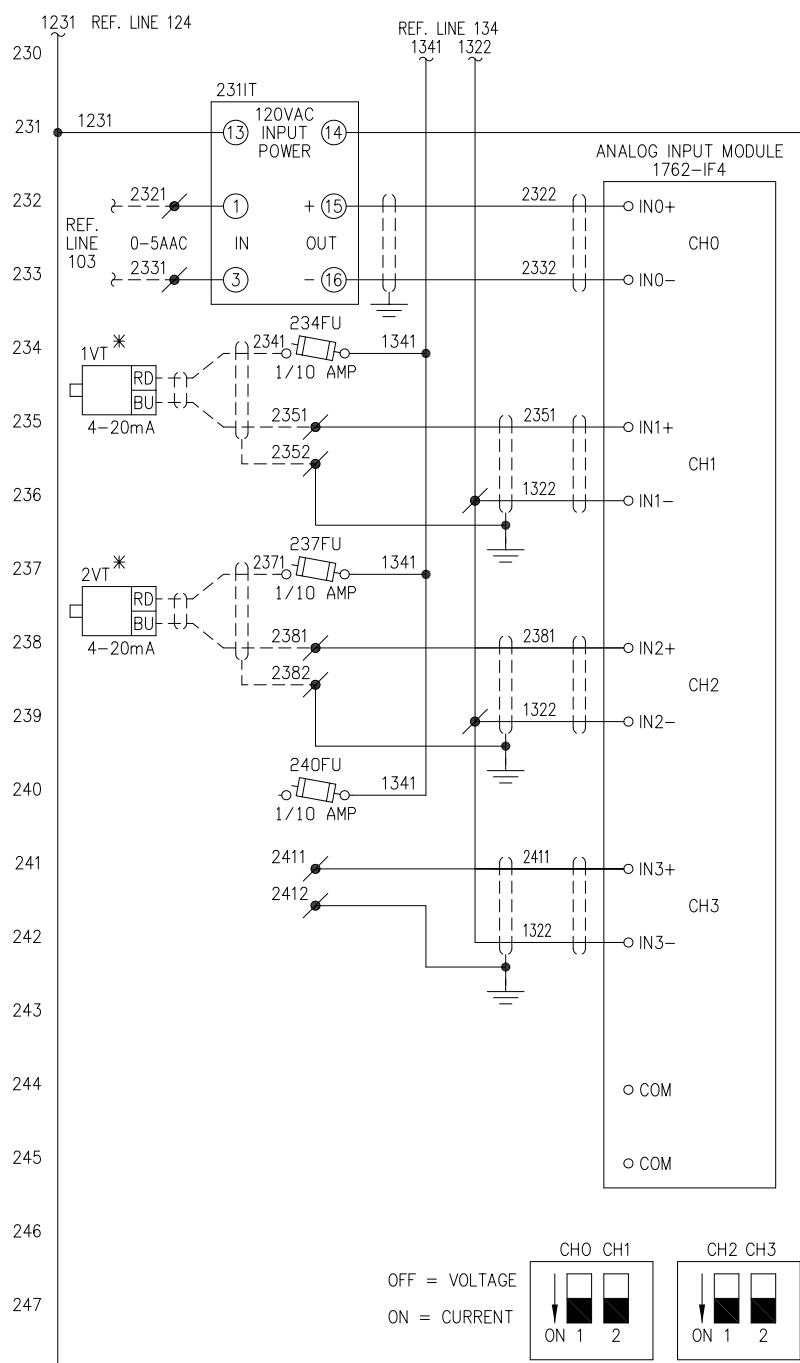 1231 REF. LINE 124
REF. LINE 134
1341 1322
230
231IT
231
1231
13
120VAC
INPUT
POWER
14
ANALOG INPUT MODULE
1762-IF4
232
2321
1
+ 15
2322
IN0+
REF.
LINE
103
0-5AAC
IN
OUT
CH0
233
2331
3
- 16
2332
IN0-
234FU
234
1VT *
2341
1341
1/10 AMP
RD
BU
4-20mA
235
2351
2351
IN1+
2352
CH1
236
1322
IN1-
237FU
237
2VT *
2371
1341
1/10 AMP
RD
BU
4-20mA
238
2381
2381
IN2+
2382
CH2
239
1322
IN2-
240FU
240
1341
1/10 AMP
241
2411
2411
IN3+
2412
CH3
242
1322
IN3-
243
244
COM
245
COM
246
CH0 CH1
CH2 CH3
OFF = VOLTAGE
247
ON = CURRENT
ON 1 2
ON 1 2